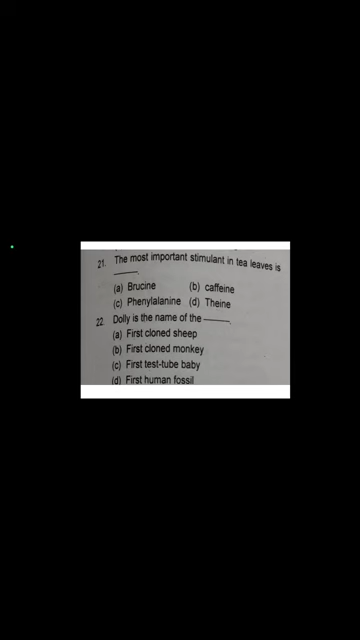 21. The most important stimulant in tea leaves is
______
(a) Brucine (b) caffeine
(c) Phenylalanine (d) Theine
22. Dolly is the name of the ______.
(a) First cloned sheep
(b) First cloned monkey
(c) First test-tube baby
(d) First human fossil